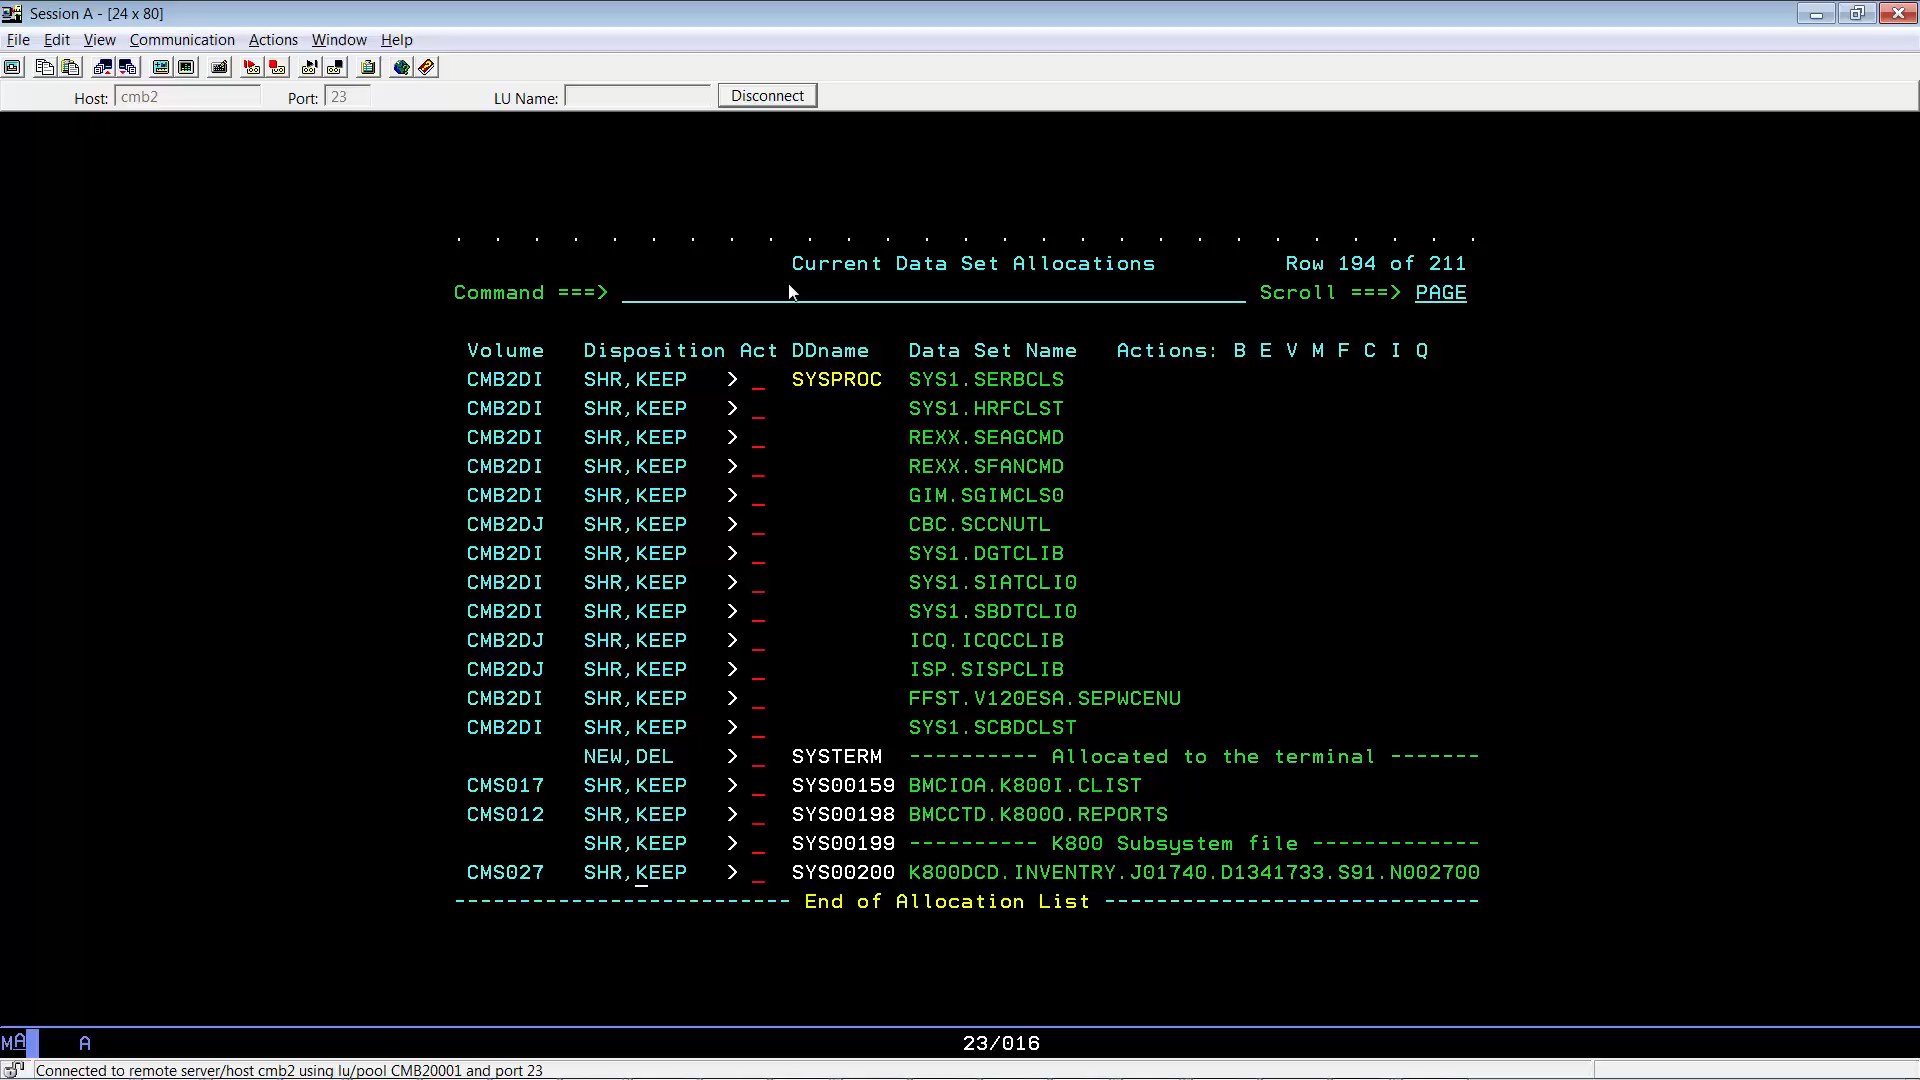 Session A - [24 x 80]
File Edit View Communication Actions Window Help
Host: cmb2 Port: 23 LU Name: Disconnect
. . . . . . . . . . . . . . . . . . . . . . . . . . .
Current Data Set Allocations Row 194 of 211
Command ===> Scroll ===> PAGE
Volume Disposition Act DDname Data Set Name Actions: B E V M F C I Q
CMB2DI SHR,KEEP > _ SYSPROC SYS1.SERBCLS
CMB2DI SHR,KEEP > _ SYS1.HRFCLST
CMB2DI SHR,KEEP > _ REXX.SEAGCMD
CMB2DI SHR,KEEP > _ REXX.SFANCMD
CMB2DI SHR,KEEP > _ GIM.SGIMCLS0
CMB2DJ SHR,KEEP > _ CBC.SCCNUTL
CMB2DI SHR,KEEP > _ SYS1.DGTCLIB
CMB2DI SHR,KEEP > _ SYS1.SIATCLI0
CMB2DI SHR,KEEP > _ SYS1.SBDTCLI0
CMB2DJ SHR,KEEP > _ ICQ.ICQCCLIB
CMB2DJ SHR,KEEP > _ ISP.SISPCLIB
CMB2DI SHR,KEEP > _ FFST.V120ESA.SEPWCENU
CMB2DI SHR,KEEP > _ SYS1.SCBDCLST
NEW,DEL > _ SYSTERM ---------- Allocated to the terminal -------
CMS017 SHR,KEEP > _ SYS00159 BMCIOA.K800I.CLIST
CMS012 SHR,KEEP > _ SYS00198 BMCCTD.K800O.REPORTS
SHR,KEEP > _ SYS00199 ---------- K800 Subsystem file -------------
CMS027 SHR,KEEP > _ SYS00200 K800DCD.INVENTRY.J01740.D1341733.S91.N002700
-------------------------- End of Allocation List -----------------------------
MA A 23/016
Connected to remote server/host cmb2 using lu/pool CMB20001 and port 23